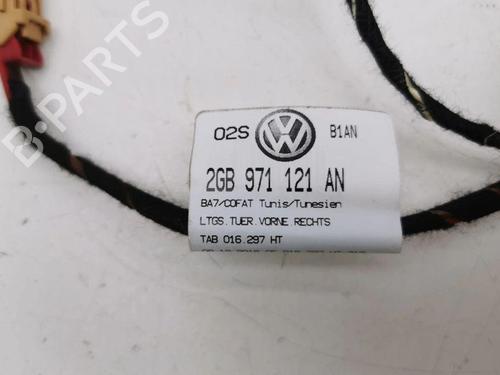 B-PARTS
02S VW B1AN
2GB 971 121 AN
BA7/COFAT Tunis/Tunesien
LTGS.TUER.VORNE.RECHTS
TAB 016.297 HT